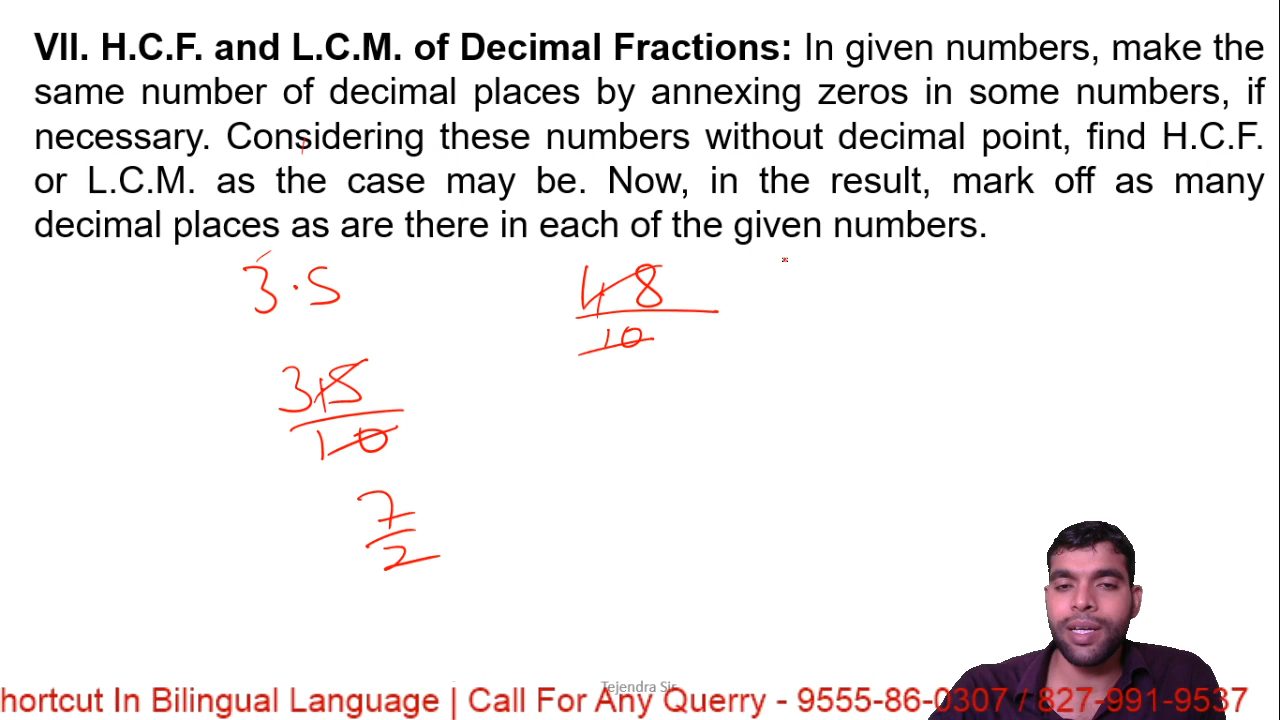 VII. H.C.F. and L.C.M. of Decimal Fractions: In given numbers, make the
same number of decimal places by annexing zeros in some numbers, if
necessary. Considering these numbers without decimal point, find H.C.F.
or L.C.M. as the case may be. Now, in the result, mark off as many
decimal places as are there in each of the given numbers.
3.5
48
10
35
10
7
2
Tejendra Sir
hortcut In Bilingual Language | Call For Any Querry - 9555-86-0307 / 827-991-9537